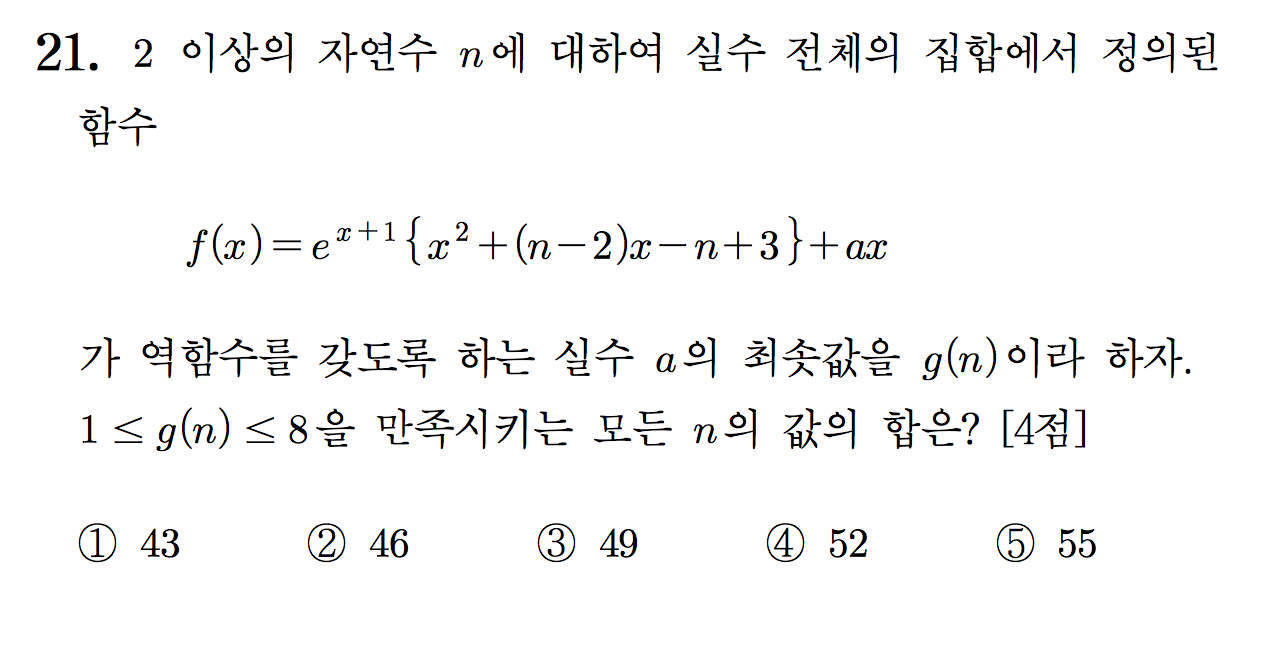 21. 2 이상의 자연수 n에 대하여 실수 전체의 집합에서 정의된
함수
f(x)=e^{x+1}{x^2+(n-2)x-n+3}+ax
가 역함수를 갖도록 하는 실수 a의 최솟값을 g(n)이라 하자.
1≤g(n)≤8을 만족시키는 모든 n의 값의 합은? [4점]
① 43 ② 46 ③ 49 ④ 52 ⑤ 55